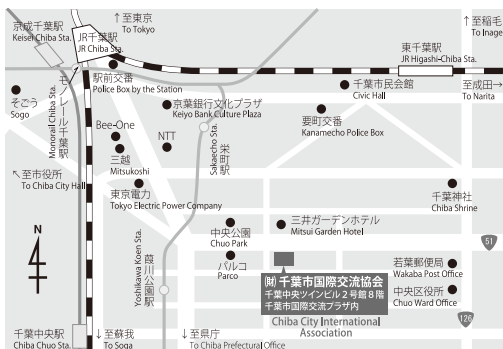 京成千葉駅
Keisei Chiba Sta.
↑至東京
To Tokyo
JR千葉駅
JR Chiba Sta.
↑至稲毛
To Inage
東千葉駅
JR Higashi-Chiba Sta.
駅前交番
Police Box by the Station
千葉市民会館
Civic Hall
至成田→
To Narita
そごう
Sogo
モノレール千葉駅
Monorail Chiba Sta.
京葉銀行文化プラザ
Keiyo Bank Culture Plaza
要町交番
Kanamecho Police Box
Bee-One
NTT
栄町駅
Sakaecho Sta.
三越
Mitsukoshi
↖至市役所
To Chiba City Hall
東京電力
Tokyo Electric Power Company
千葉神社
Chiba Shrine
中央公園
Chuo Park
三井ガーデンホテル
Mitsui Garden Hotel
51
4
葭川公園駅
Yoshikawa Koen Sta.
パルコ
Parco
若葉郵便局
Wakaba Post Office
㈶千葉市国際交流協会
千葉中央ツインビル2号館8階
千葉市国際交流プラザ内
中央区役所
Chuo Ward Office
Chiba City International
Association
126
千葉中央駅
Chiba Chuo Sta.
↓至蘇我
To Soga
↓至県庁
To Chiba Prefectural Office